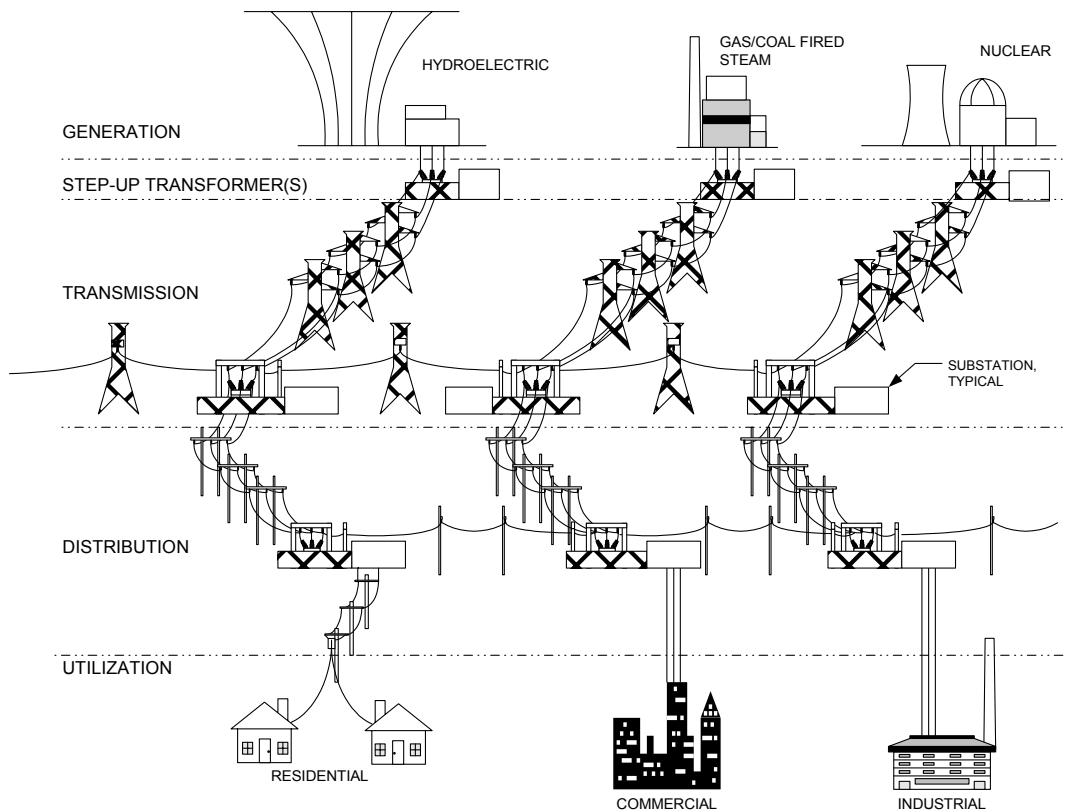 HYDROELECTRIC
GAS/COAL FIRED
STEAM
NUCLEAR
GENERATION
STEP-UP TRANSFORMER(S)
TRANSMISSION
SUBSTATION,
TYPICAL
DISTRIBUTION
UTILIZATION
RESIDENTIAL
COMMERCIAL
INDUSTRIAL